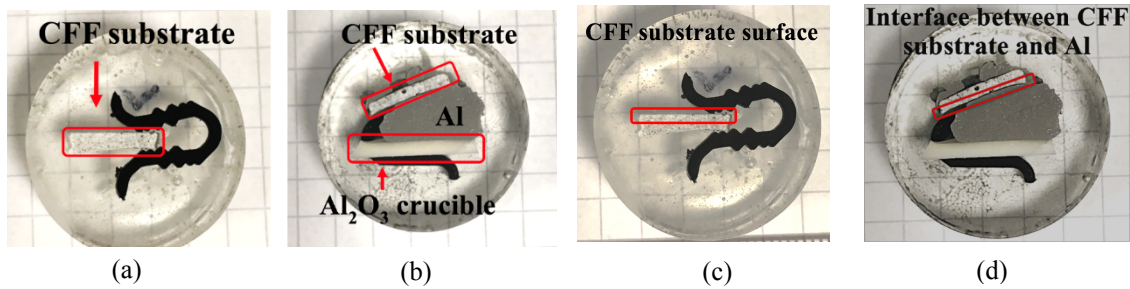 CFF substrate
CFF substrate
Al
Al₂O₃ crucible
CFF substrate surface
Interface between CFF
substrate and Al
(a)
(b)
(c)
(d)